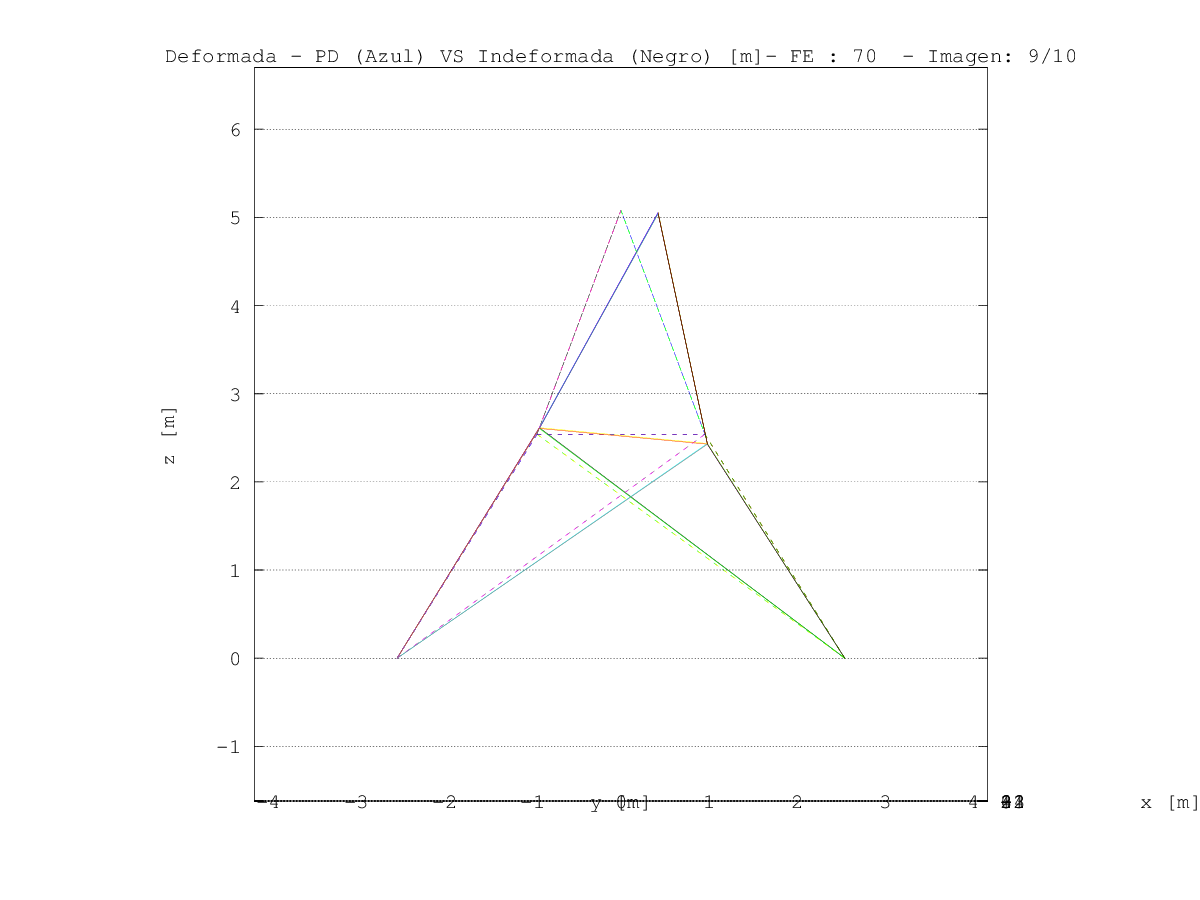 Deformada - PD (Azul) VS Indeformada (Negro) [m]- FE : 70 - Imagen: 9/10
6
5
4
3
2
1
0
-1
z [m]
-4 -3 -2 -1 0 1 2 3 4
y [m]
x [m]